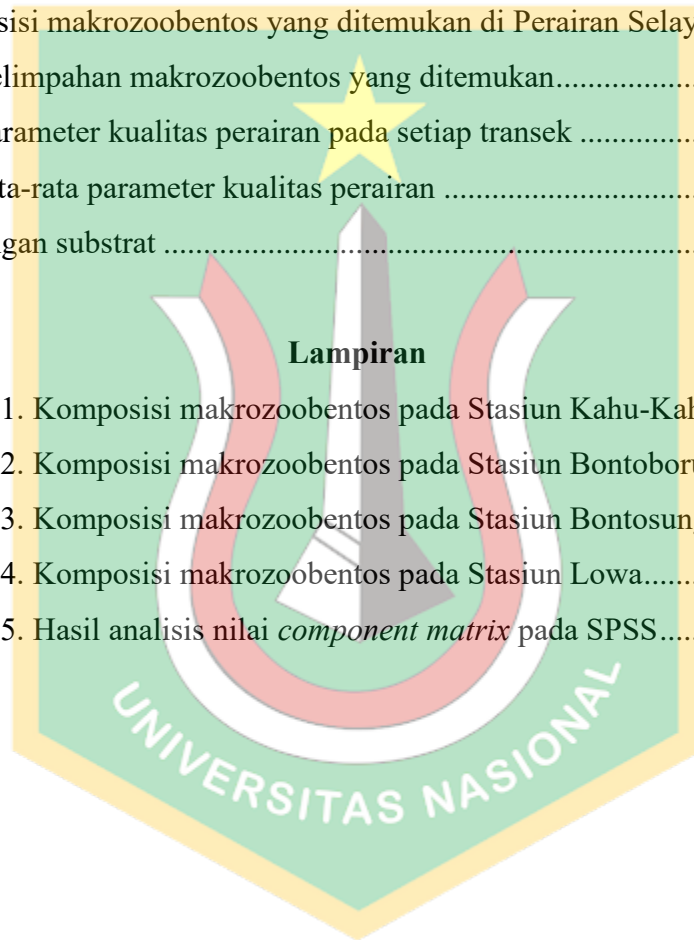 sisi makrozoobentos yang ditemukan di Perairan Selay
elimpahan makrozoobentos yang ditemukan
rameter kualitas perairan pada setiap transek
ta-rata parameter kualitas perairan
ngan substrat
Lampiran
1. Komposisi makrozoobentos pada Stasiun Kahu-Kah
2. Komposisi makrozoobentos pada Stasiun Bontoboru
3. Komposisi makrozoobentos pada Stasiun Bontosun
4. Komposisi makrozoobentos pada Stasiun Lowa
5. Hasil analisis nilai component matrix pada SPSS
UNIVERSITAS NASIONAL